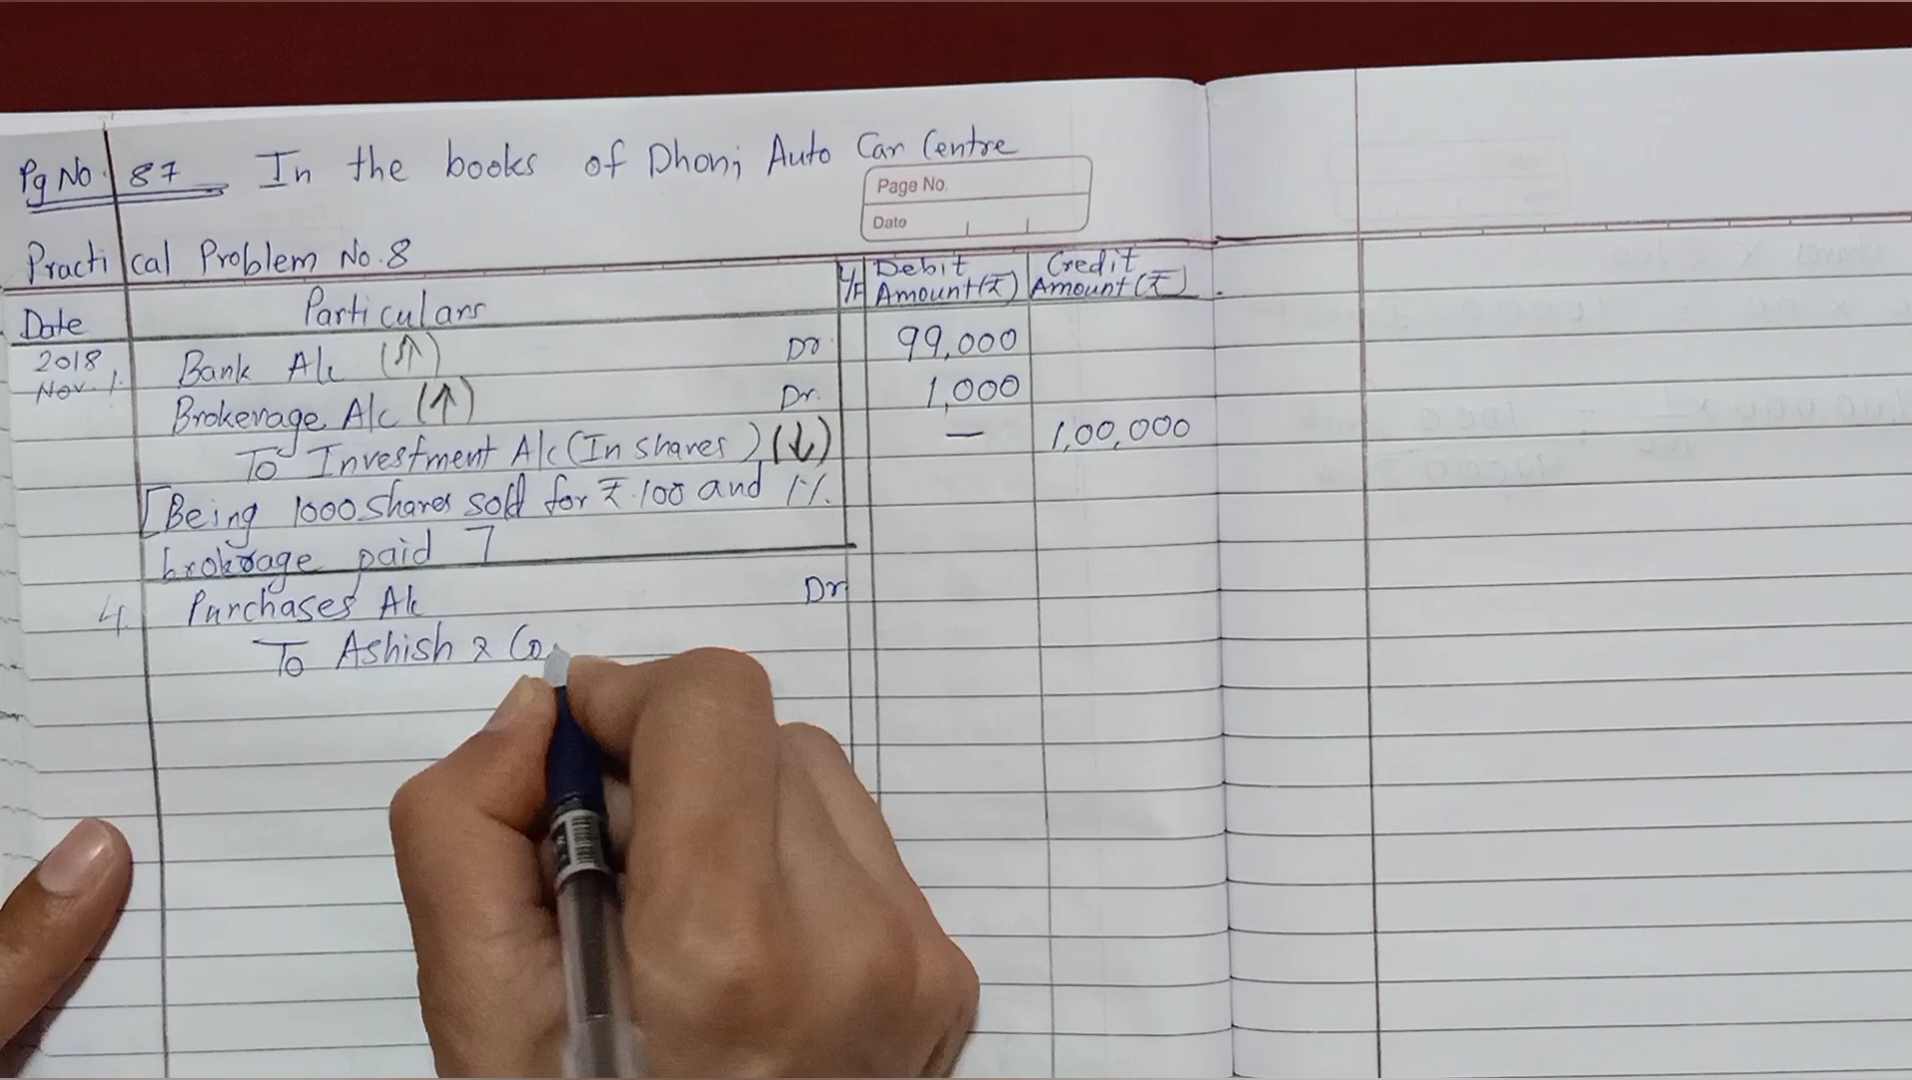 Pg No. 87 In the books of Dhoni Auto Car Centre
Page No.
Date
Practical Problem No. 8
Date Particulars L/F Debit Amount (₹) Credit Amount (₹)
2018 Nov. 1 Bank A/c (↑) Dr. 99,000
Brokerage A/c (↑) Dr. 1,000
To Investment A/c (In shares) (↓) — 1,00,000
[Being 1000 shares sold for ₹.100 and 1%.
brokerage paid ]
4. Purchases A/c Dr
To Ashish & Co.